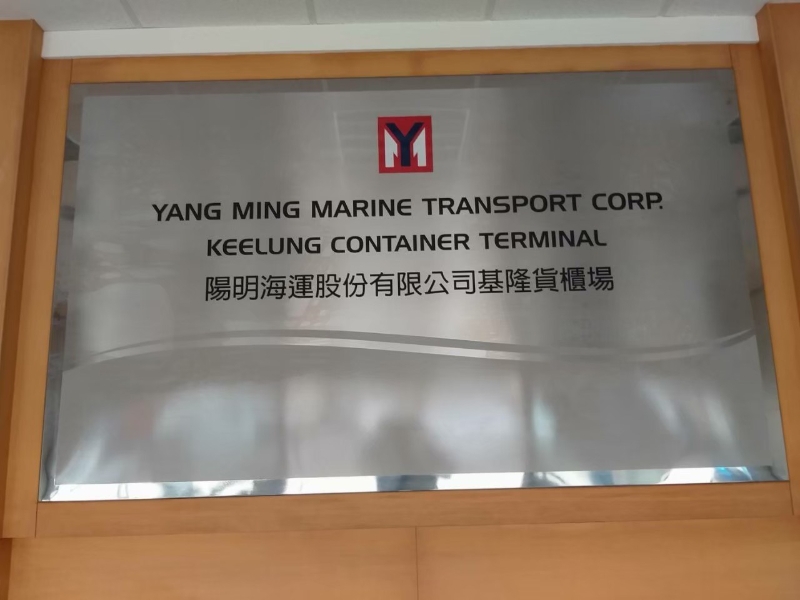 YM
YANG MING MARINE TRANSPORT CORP.
KEELUNG CONTAINER TERMINAL
陽明海運股份有限公司基隆貨櫃場